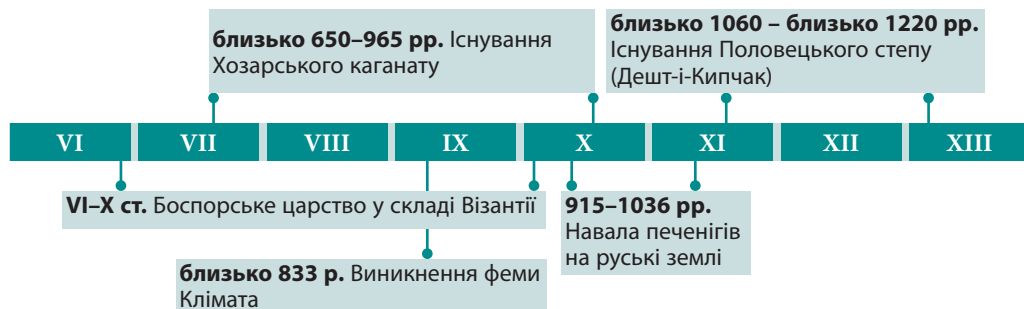 близько 650–965 рр. Існування
Хозарського каганату
близько 1060 – близько 1220 рр.
Існування Половецького степу
(Дешт-і-Кипчак)
VI VII VIII IX X XI XII XIII
VI–X ст. Боспорське царство у складі Візантії
915–1036 рр.
Навала печенігів
на руські землі
близько 833 р. Виникнення феми
Клімата